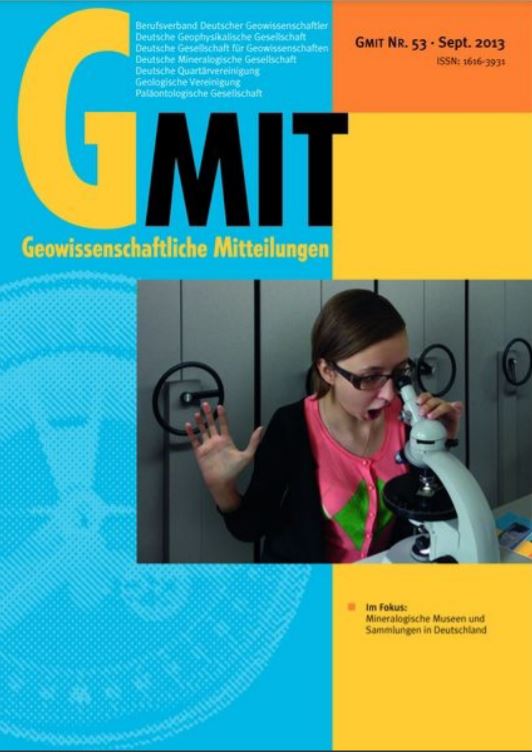 Berufsverband Deutscher Geowissenschaftler
Deutsche Geophysikalische Gesellschaft
Deutsche Gesellschaft für Geowissenschaften
Deutsche Mineralogische Gesellschaft
Deutsche Quartärvereinigung
Geologische Vereinigung
Paläontologische Gesellschaft
GMIT NR. 53 · Sept. 2013
ISSN: 1616-3931
GMIT
Geowissenschaftliche Mitteilungen
Im Fokus:
Mineralogische Museen und
Sammlungen in Deutschland